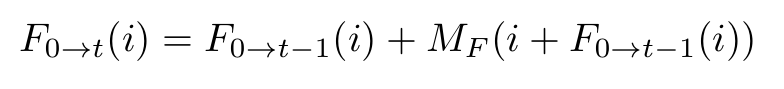 F_{0→t}(i) = F_{0→t−1}(i) + M_F(i + F_{0→t−1}(i))